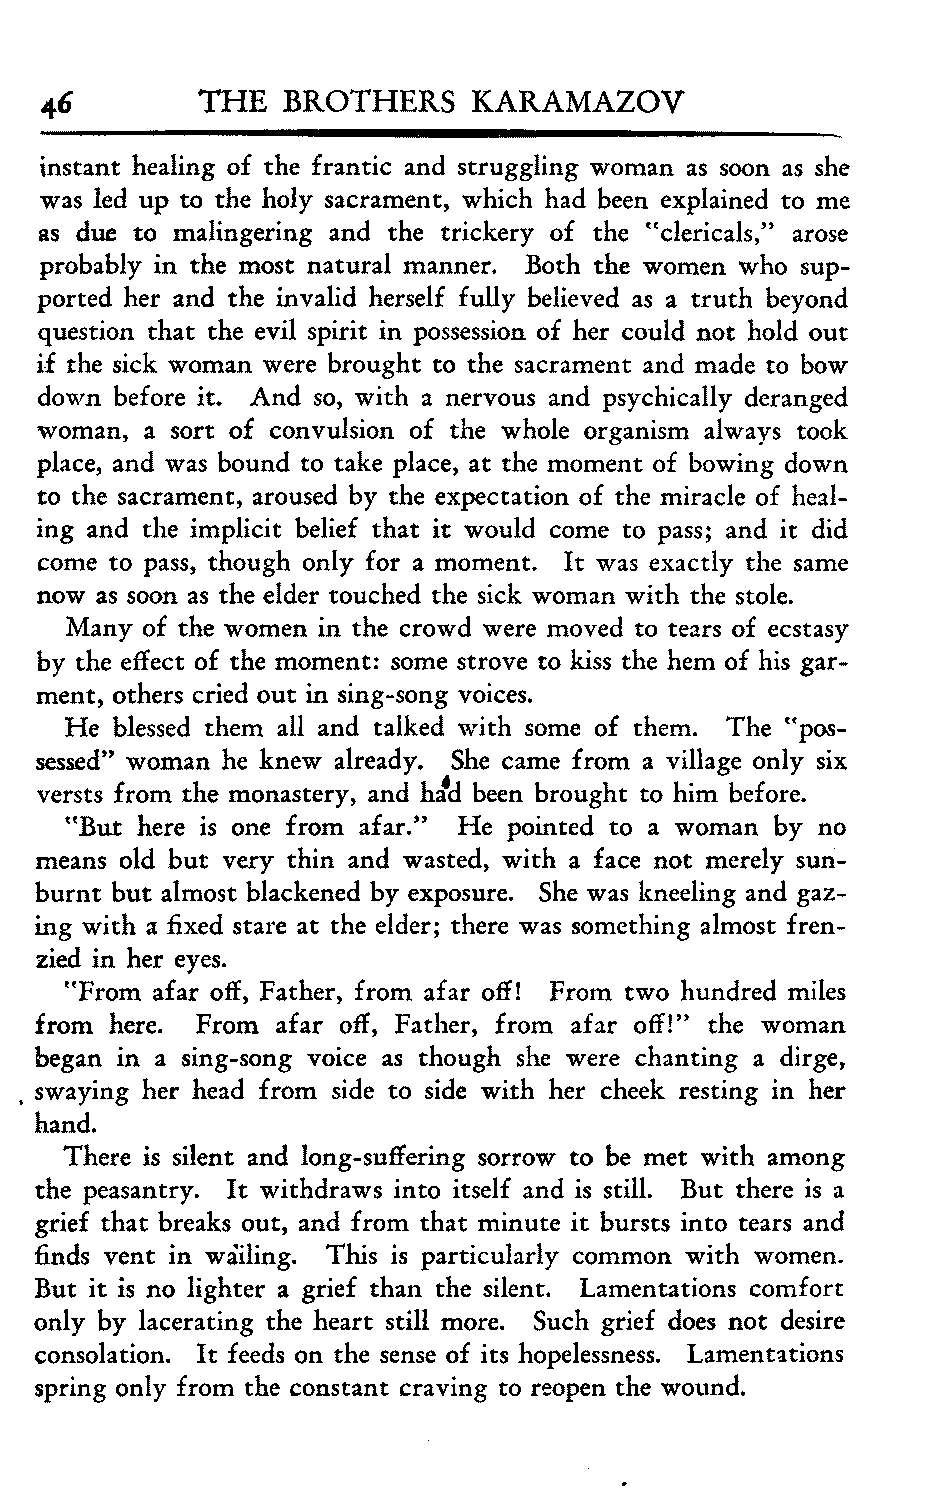 46 THE BROTHERS KARAMAZOV
instant healing of the frantic and struggling woman as soon as she
was led up to the holy sacrament, which had been explained to me
as due to malingering and the trickery of the "clericals," arose
probably in the most natural manner. Both the women who sup-
ported her and the invalid herself fully believed as a truth beyond
question that the evil spirit in possession of her could not hold out
if the sick woman were brought to the sacrament and made to bow
down before it. And so, with a nervous and psychically deranged
woman, a sort of convulsion of the whole organism always took
place, and was bound to take place, at the moment of bowing down
to the sacrament, aroused by the expectation of the miracle of heal-
ing and the implicit belief that it would come to pass; and it did
come to pass, though only for a moment. It was exactly the same
now as soon as the elder touched the sick woman with the stole.
Many of the women in the crowd were moved to tears of ecstasy
by the effect of the moment: some strove to kiss the hem of his gar-
ment, others cried out in sing-song voices.
He blessed them all and talked with some of them. The "pos-
sessed" woman he knew already. She came from a village only six
versts from the monastery, and had been brought to him before.
"But here is one from afar." He pointed to a woman by no
means old but very thin and wasted, with a face not merely sun-
burnt but almost blackened by exposure. She was kneeling and gaz-
ing with a fixed stare at the elder; there was something almost fren-
zied in her eyes.
"From afar off, Father, from afar off! From two hundred miles
from here. From afar off, Father, from afar off!" the woman
began in a sing-song voice as though she were chanting a dirge,
swaying her head from side to side with her cheek resting in her
hand.
There is silent and long-suffering sorrow to be met with among
the peasantry. It withdraws into itself and is still. But there is a
grief that breaks out, and from that minute it bursts into tears and
finds vent in wailing. This is particularly common with women.
But it is no lighter a grief than the silent. Lamentations comfort
only by lacerating the heart still more. Such grief does not desire
consolation. It feeds on the sense of its hopelessness. Lamentations
spring only from the constant craving to reopen the wound.